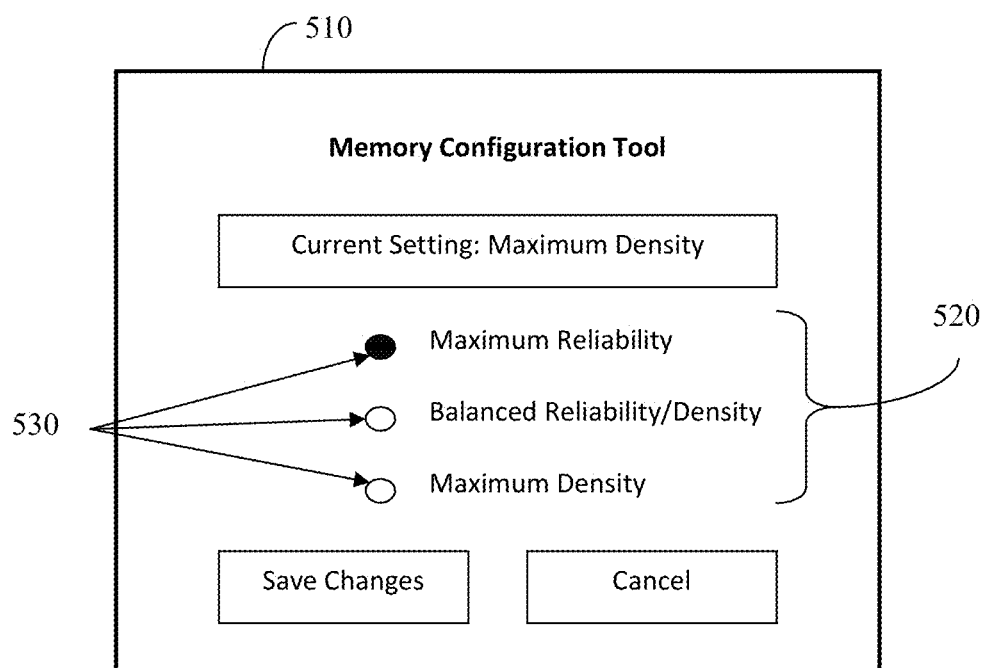 510
Memory Configuration Tool
Current Setting: Maximum Density
520
Maximum Reliability
530
Balanced Reliability/Density
Maximum Density
Save Changes
Cancel